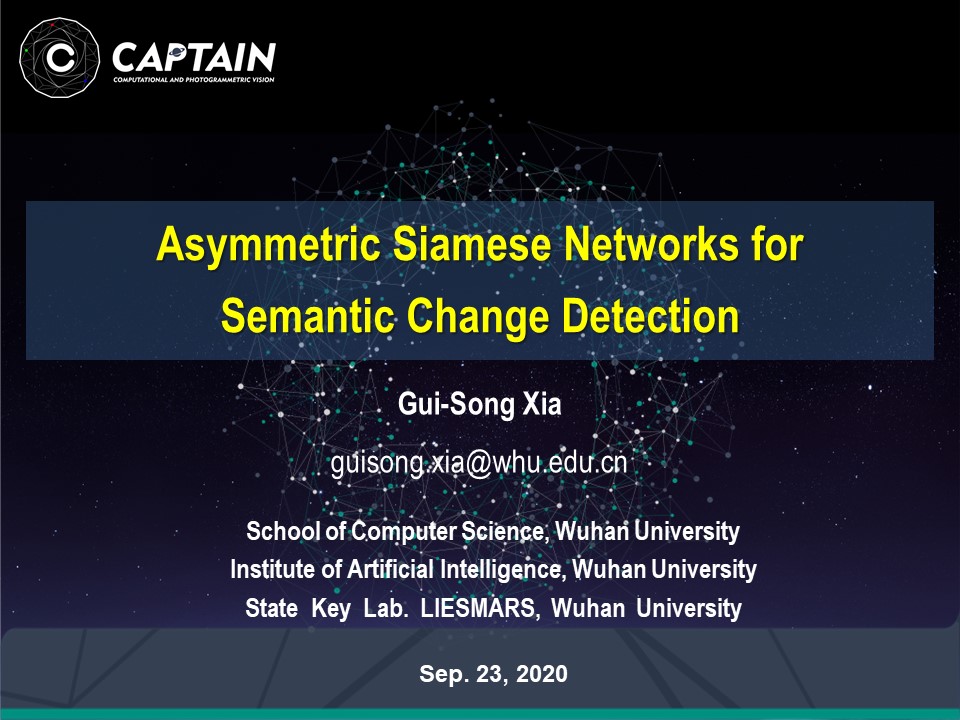 C CAPTAIN
COMPUTATIONAL AND PHOTOGRAMMETRIC VISION
Asymmetric Siamese Networks for
Semantic Change Detection
Gui-Song Xia
guisong.xia@whu.edu.cn
School of Computer Science, Wuhan University
Institute of Artificial Intelligence, Wuhan University
State Key Lab. LIESMARS, Wuhan University
Sep. 23, 2020